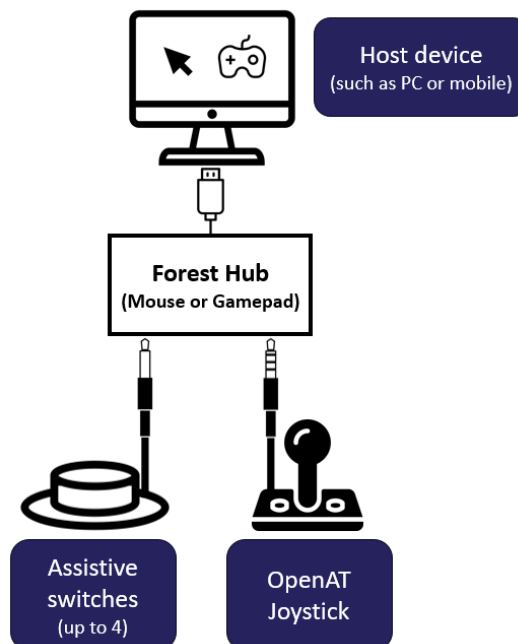 Host device
(such as PC or mobile)
Forest Hub
(Mouse or Gamepad)
Assistive
switches
(up to 4)
OpenAT
Joystick